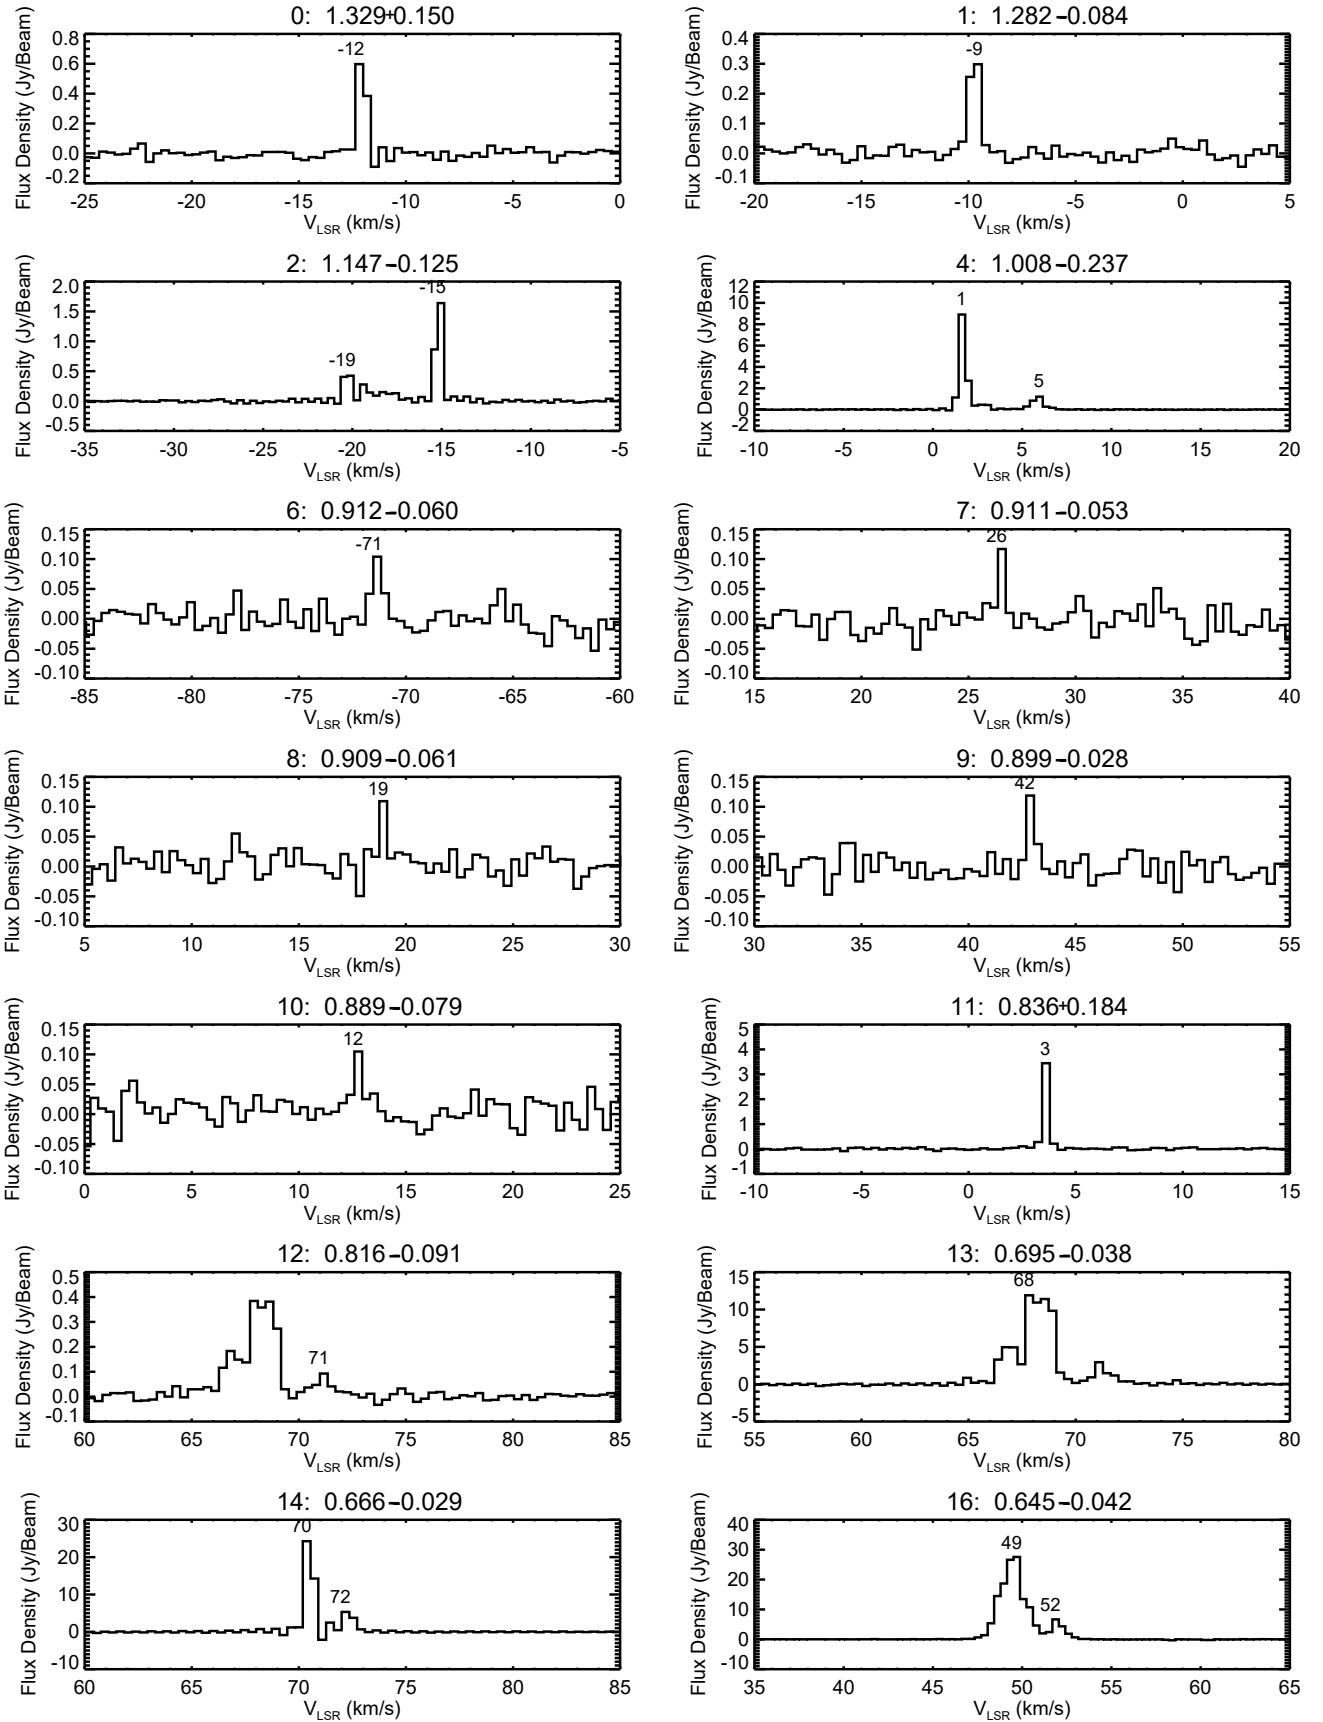 0: 1.329+0.150
Flux Density (Jy/Beam)
0.8
0.6
0.4
0.2
0.0
-0.2
-12
-25 -20 -15 -10 -5 0
VLSR (km/s)
1: 1.282-0.084
Flux Density (Jy/Beam)
0.4
0.3
0.2
0.1
0.0
-0.1
-9
-20 -15 -10 -5 0 5
VLSR (km/s)
2: 1.147-0.125
Flux Density (Jy/Beam)
2.0
1.5
1.0
0.5
0.0
-0.5
-15
-19
-35 -30 -25 -20 -15 -10 -5
VLSR (km/s)
4: 1.008-0.237
Flux Density (Jy/Beam)
12
10
8
6
4
2
0
-2
1
5
-10 -5 0 5 10 15 20
VLSR (km/s)
6: 0.912-0.060
Flux Density (Jy/Beam)
0.15
0.10
0.05
0.00
-0.05
-0.10
-71
-85 -80 -75 -70 -65 -60
VLSR (km/s)
7: 0.911-0.053
Flux Density (Jy/Beam)
0.15
0.10
0.05
0.00
-0.05
-0.10
26
15 20 25 30 35 40
VLSR (km/s)
8: 0.909-0.061
Flux Density (Jy/Beam)
0.15
0.10
0.05
0.00
-0.05
-0.10
19
5 10 15 20 25 30
VLSR (km/s)
9: 0.899-0.028
Flux Density (Jy/Beam)
0.15
0.10
0.05
0.00
-0.05
-0.10
42
30 35 40 45 50 55
VLSR (km/s)
10: 0.889-0.079
Flux Density (Jy/Beam)
0.15
0.10
0.05
0.00
-0.05
-0.10
12
0 5 10 15 20 25
VLSR (km/s)
11: 0.836+0.184
Flux Density (Jy/Beam)
5
4
3
2
1
0
-1
3
-10 -5 0 5 10 15
VLSR (km/s)
12: 0.816-0.091
Flux Density (Jy/Beam)
0.5
0.4
0.3
0.2
0.1
0.0
-0.1
71
60 65 70 75 80 85
VLSR (km/s)
13: 0.695-0.038
Flux Density (Jy/Beam)
15
10
5
0
-5
68
55 60 65 70 75 80
VLSR (km/s)
14: 0.666-0.029
Flux Density (Jy/Beam)
30
20
10
0
-10
70
72
60 65 70 75 80 85
VLSR (km/s)
16: 0.645-0.042
Flux Density (Jy/Beam)
40
30
20
10
0
-10
49
52
35 40 45 50 55 60 65
VLSR (km/s)